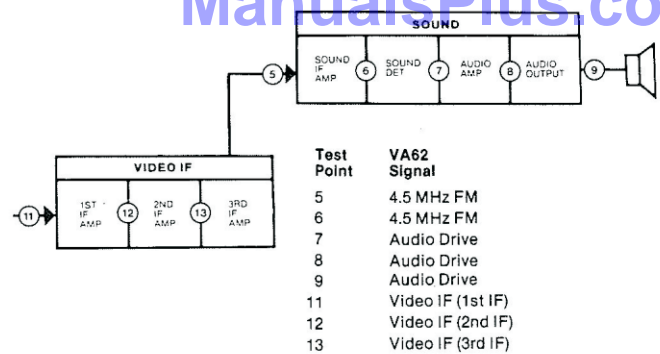 ManualsPlus.co
SOUND
SOUND IF AMP
6
SOUND DET
7
AUDIO AMP
8
AUDIO OUTPUT
5
9
VIDEO IF
11
1ST IF AMP
12
2ND IF AMP
13
3RD IF AMP
Test Point VA62 Signal
5 4.5 MHz FM
6 4.5 MHz FM
7 Audio Drive
8 Audio Drive
9 Audio Drive
11 Video IF (1st IF)
12 Video IF (2nd IF)
13 Video IF (3rd IF)